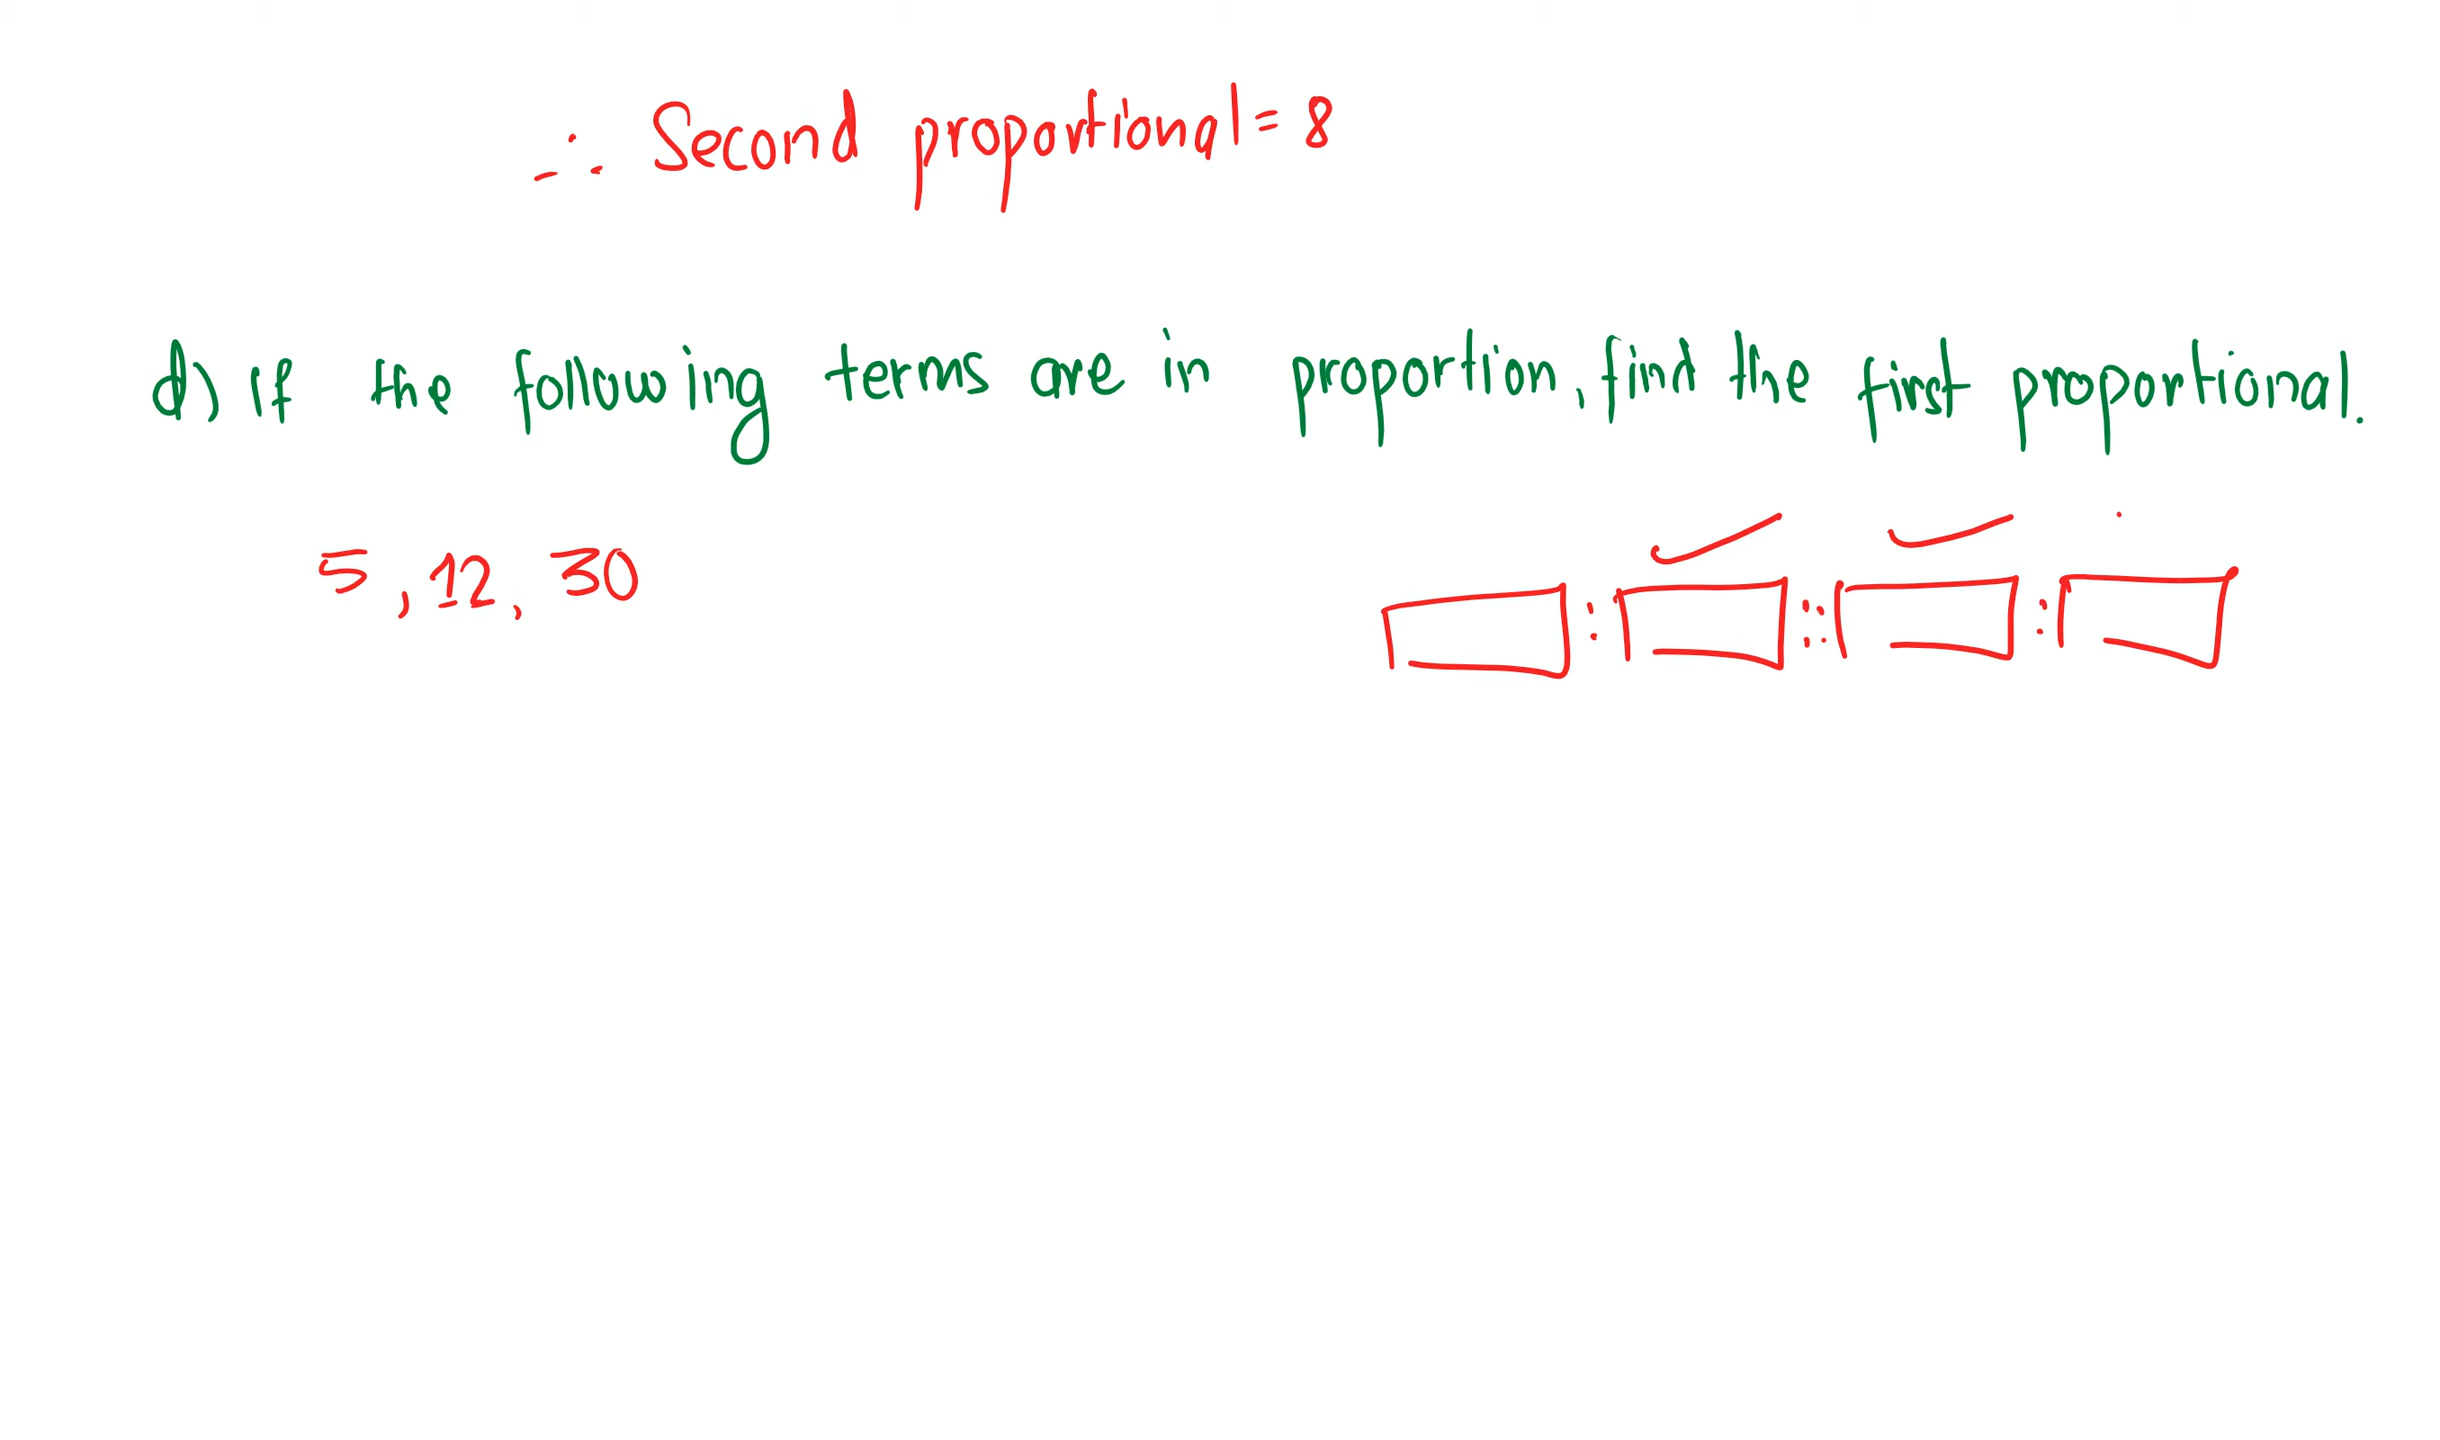 ∴ Second proportional = 8
d) If the following terms are in proportion, find the first proportional.
5, 12, 30
: :: :